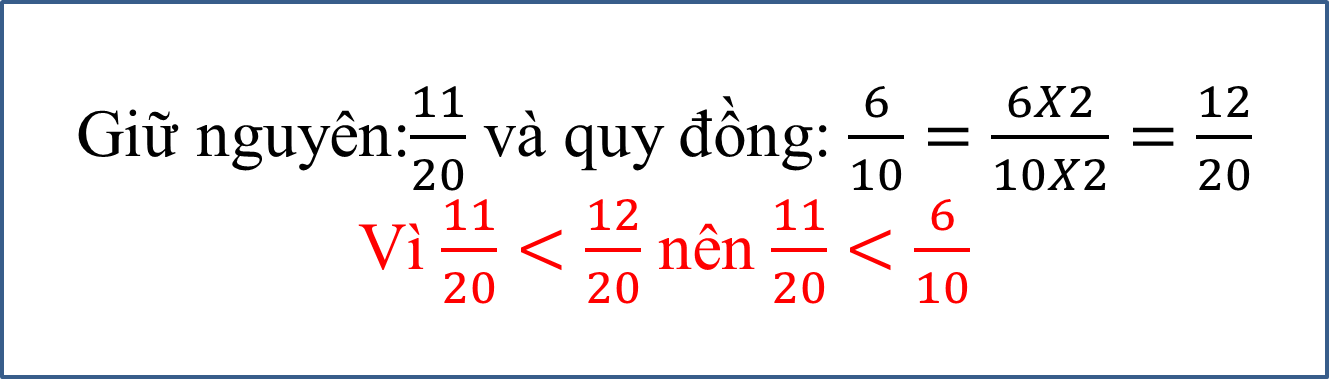 Giữ nguyên: 11/20 và quy đồng: 6/10 = 6X2/10X2 = 12/20
Vì 11/20 < 12/20 nên 11/20 < 6/10